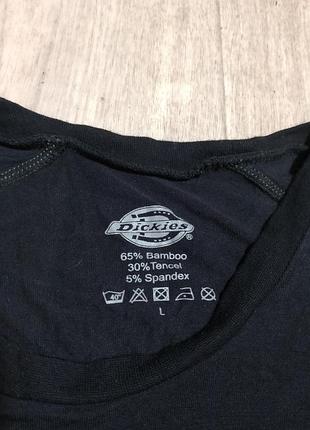 Dickies®
65% Bamboo
30%Tencel
5% Spandex
40°
L